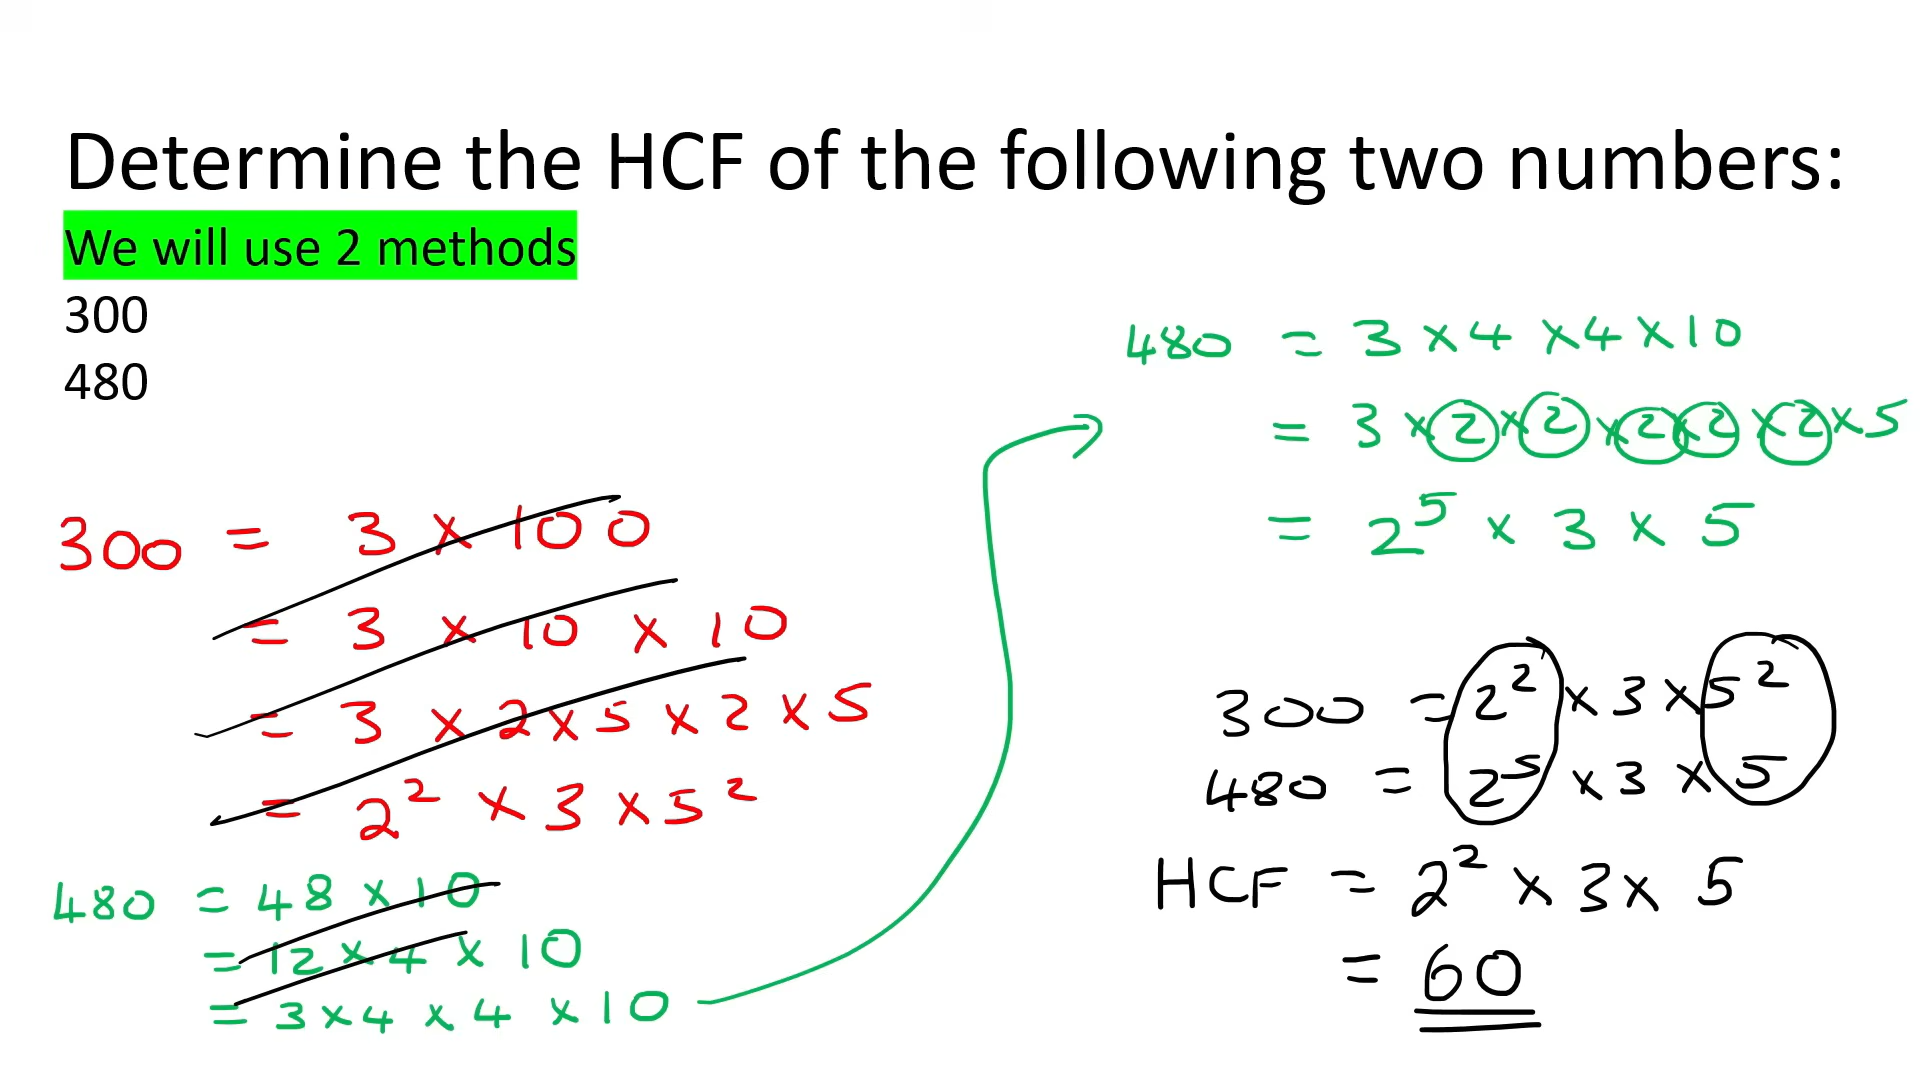 Determine the HCF of the following two numbers:
We will use 2 methods
300
480
300 = 3 × 100
= 3 × 10 × 10
= 3 × 2 × 5 × 2 × 5
= 2² × 3 × 5²
480 = 48 × 10
= 12 × 4 × 10
= 3 × 4 × 4 × 10
480 = 3 × 4 × 4 × 10
= 3 × 2 × 2 × 2 × 2 × 2 × 5
= 2⁵ × 3 × 5
300 = 2² × 3 × 5²
480 = 2⁵ × 3 × 5
HCF = 2² × 3 × 5
= 60